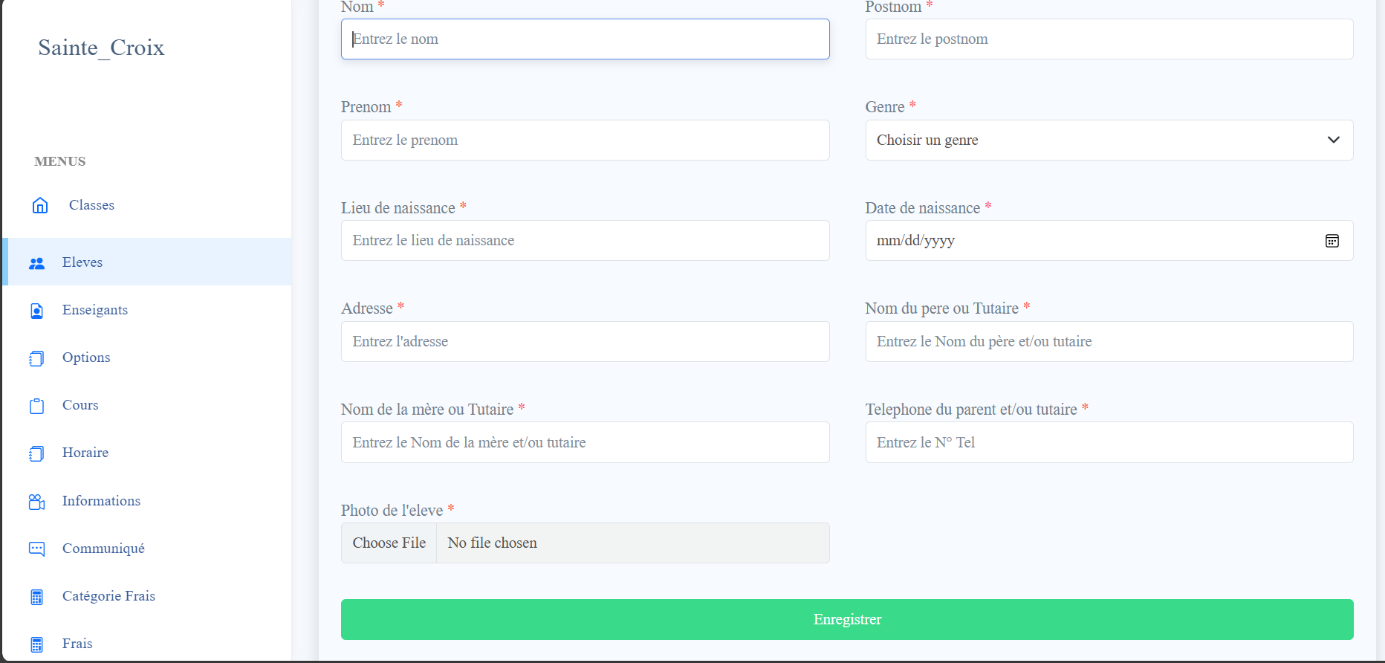 Sainte_Croix
MENUS
Classes
Eleves
Enseigants
Options
Cours
Horaire
Informations
Communiqué
Catégorie Frais
Frais
Nom *
Entrez le nom
Postnom *
Entrez le postnom
Prenom *
Entrez le prenom
Genre *
Choisir un genre
Lieu de naissance *
Entrez le lieu de naissance
Date de naissance *
mm/dd/yyyy
Adresse *
Entrez l'adresse
Nom du pere ou Tutaire *
Entrez le Nom du père et/ou tutaire
Nom de la mère ou Tutaire *
Entrez le Nom de la mère et/ou tutaire
Telephone du parent et/ou tutaire *
Entrez le N° Tel
Photo de l'eleve *
Choose File No file chosen
Enregistrer